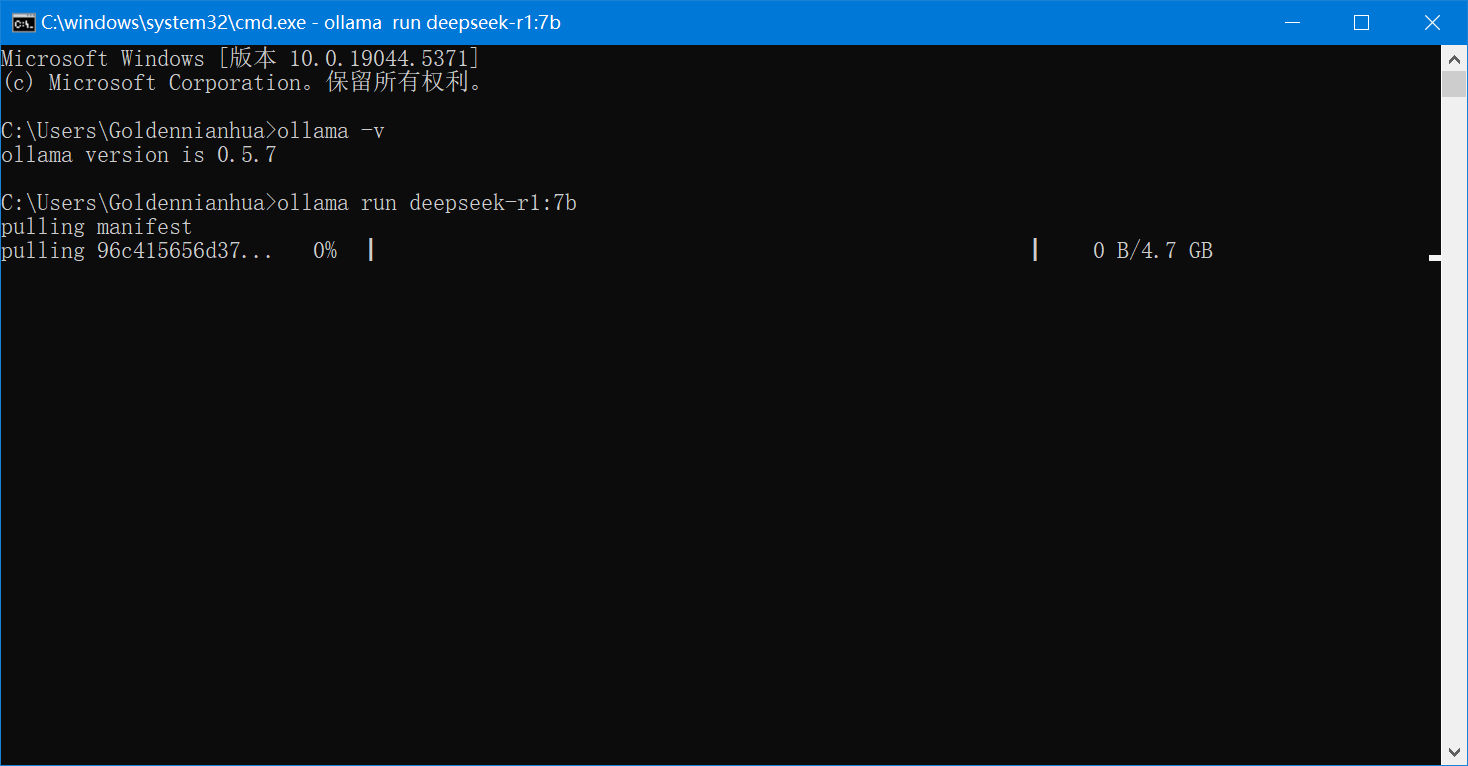 C:\windows\system32\cmd.exe - ollama  run deepseek-r1:7b
Microsoft Windows [版本 10.0.19044.5371]
(c) Microsoft Corporation。保留所有权利。
C:\Users\Goldennianhua>ollama -v
ollama version is 0.5.7
C:\Users\Goldennianhua>ollama run deepseek-r1:7b
pulling manifest
pulling 96c415656d37...   0% ▕                                                        ▏    0 B/4.7 GB